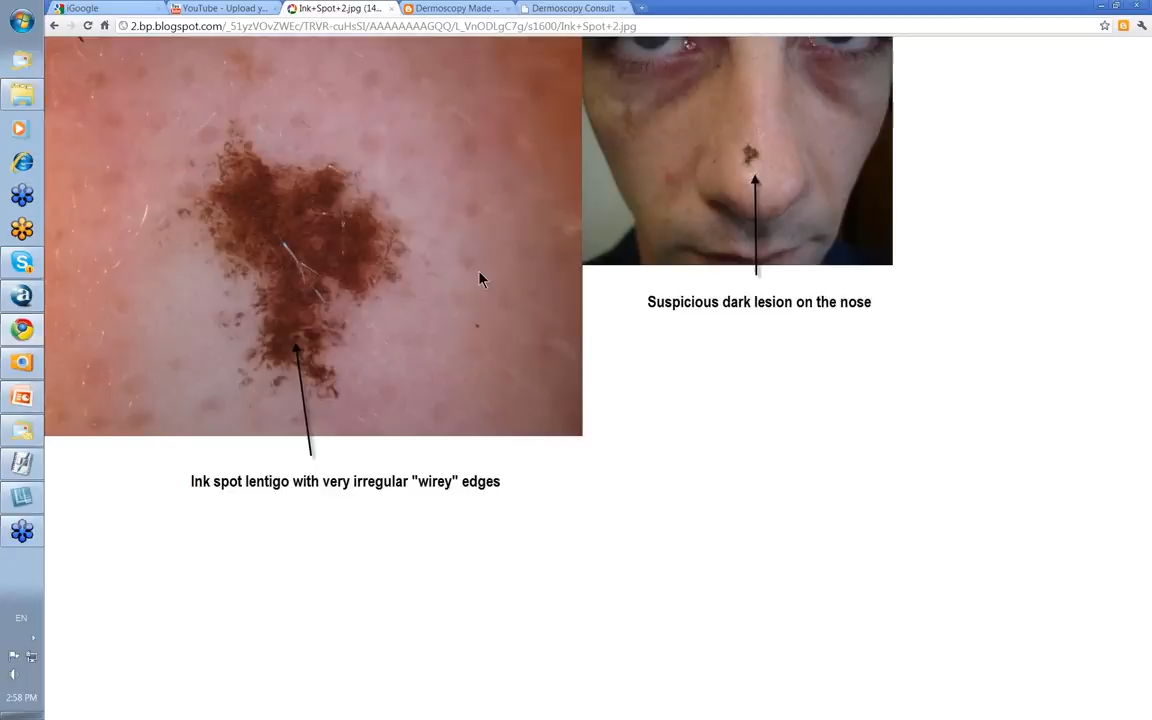 iGoogle
YouTube - Upload y...
Ink+Spot+2.jpg (14...
Dermoscopy Made ...
Dermoscopy Consult
2.bp.blogspot.com/_51yzVOvZWEc/TRVR-cuHsSI/AAAAAAAAGQQ/L_VnODLgC7g/s1600/Ink+Spot+2.jpg
Suspicious dark lesion on the nose
Ink spot lentigo with very irregular "wirey" edges
EN
2:58 PM